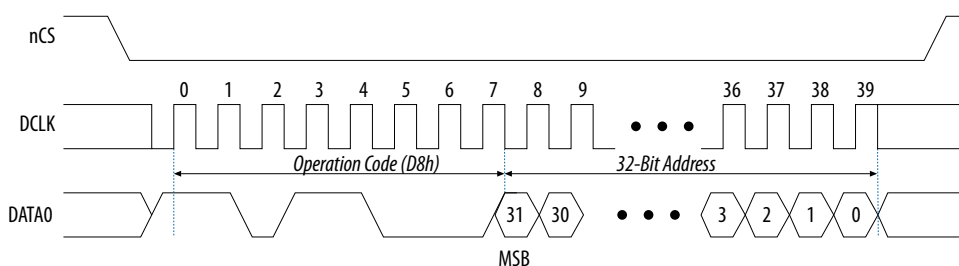 nCS
0 1 2 3 4 5 6 7 8 9 36 37 38 39
DCLK
Operation Code (D8h) 32-Bit Address
DATA0 31 30 3 2 1 0
MSB